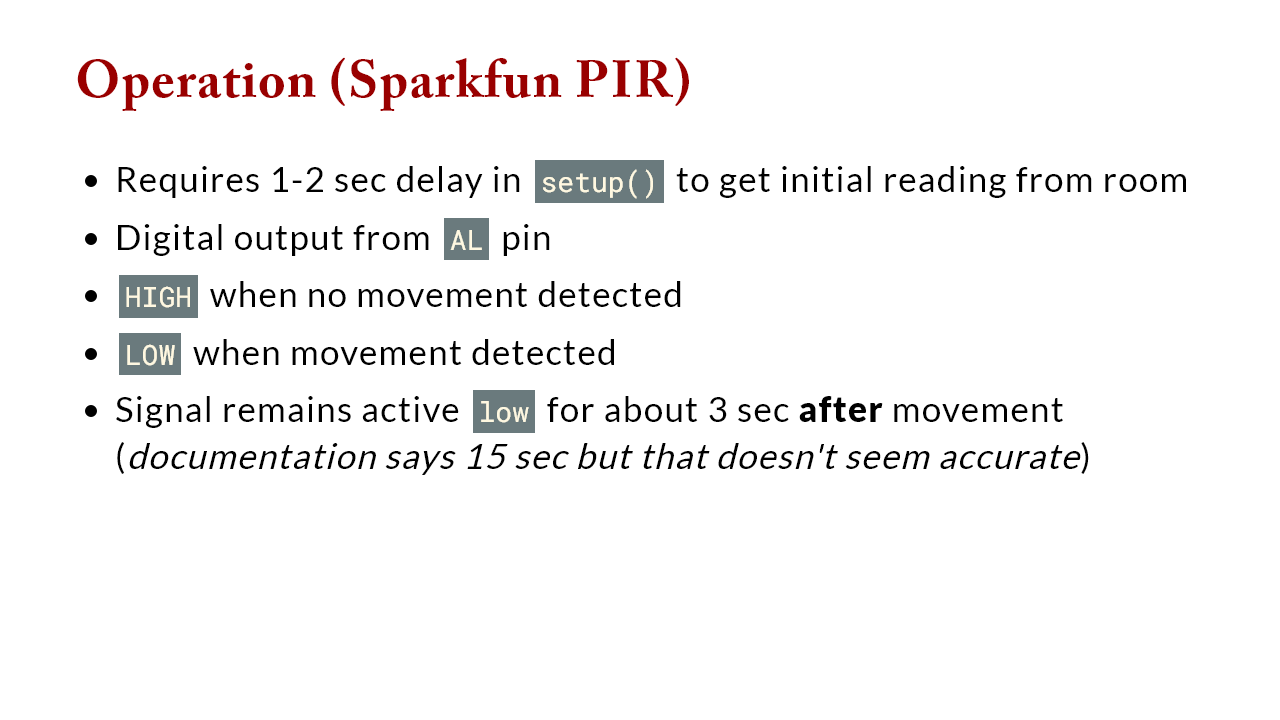 Operation (Sparkfun PIR)
• Requires 1-2 sec delay in setup() to get initial reading from room
• Digital output from AL pin
• HIGH when no movement detected
• LOW when movement detected
• Signal remains active low for about 3 sec after movement
(documentation says 15 sec but that doesn't seem accurate)